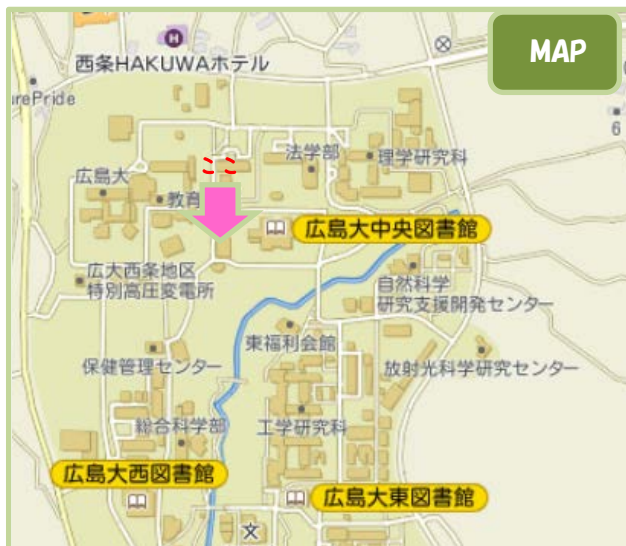 MAP
西条HAKUWAホテル
urePride
6
法学部
理学研究科
広島大
教育
広島大中央図書館
広大西条地区
特別高圧変電所
自然科学
研究支援開発センター
東福利会館
保健管理センター
放射光科学研究センター
総合科学部
工学研究科
広島大西図書館
広島大東図書館